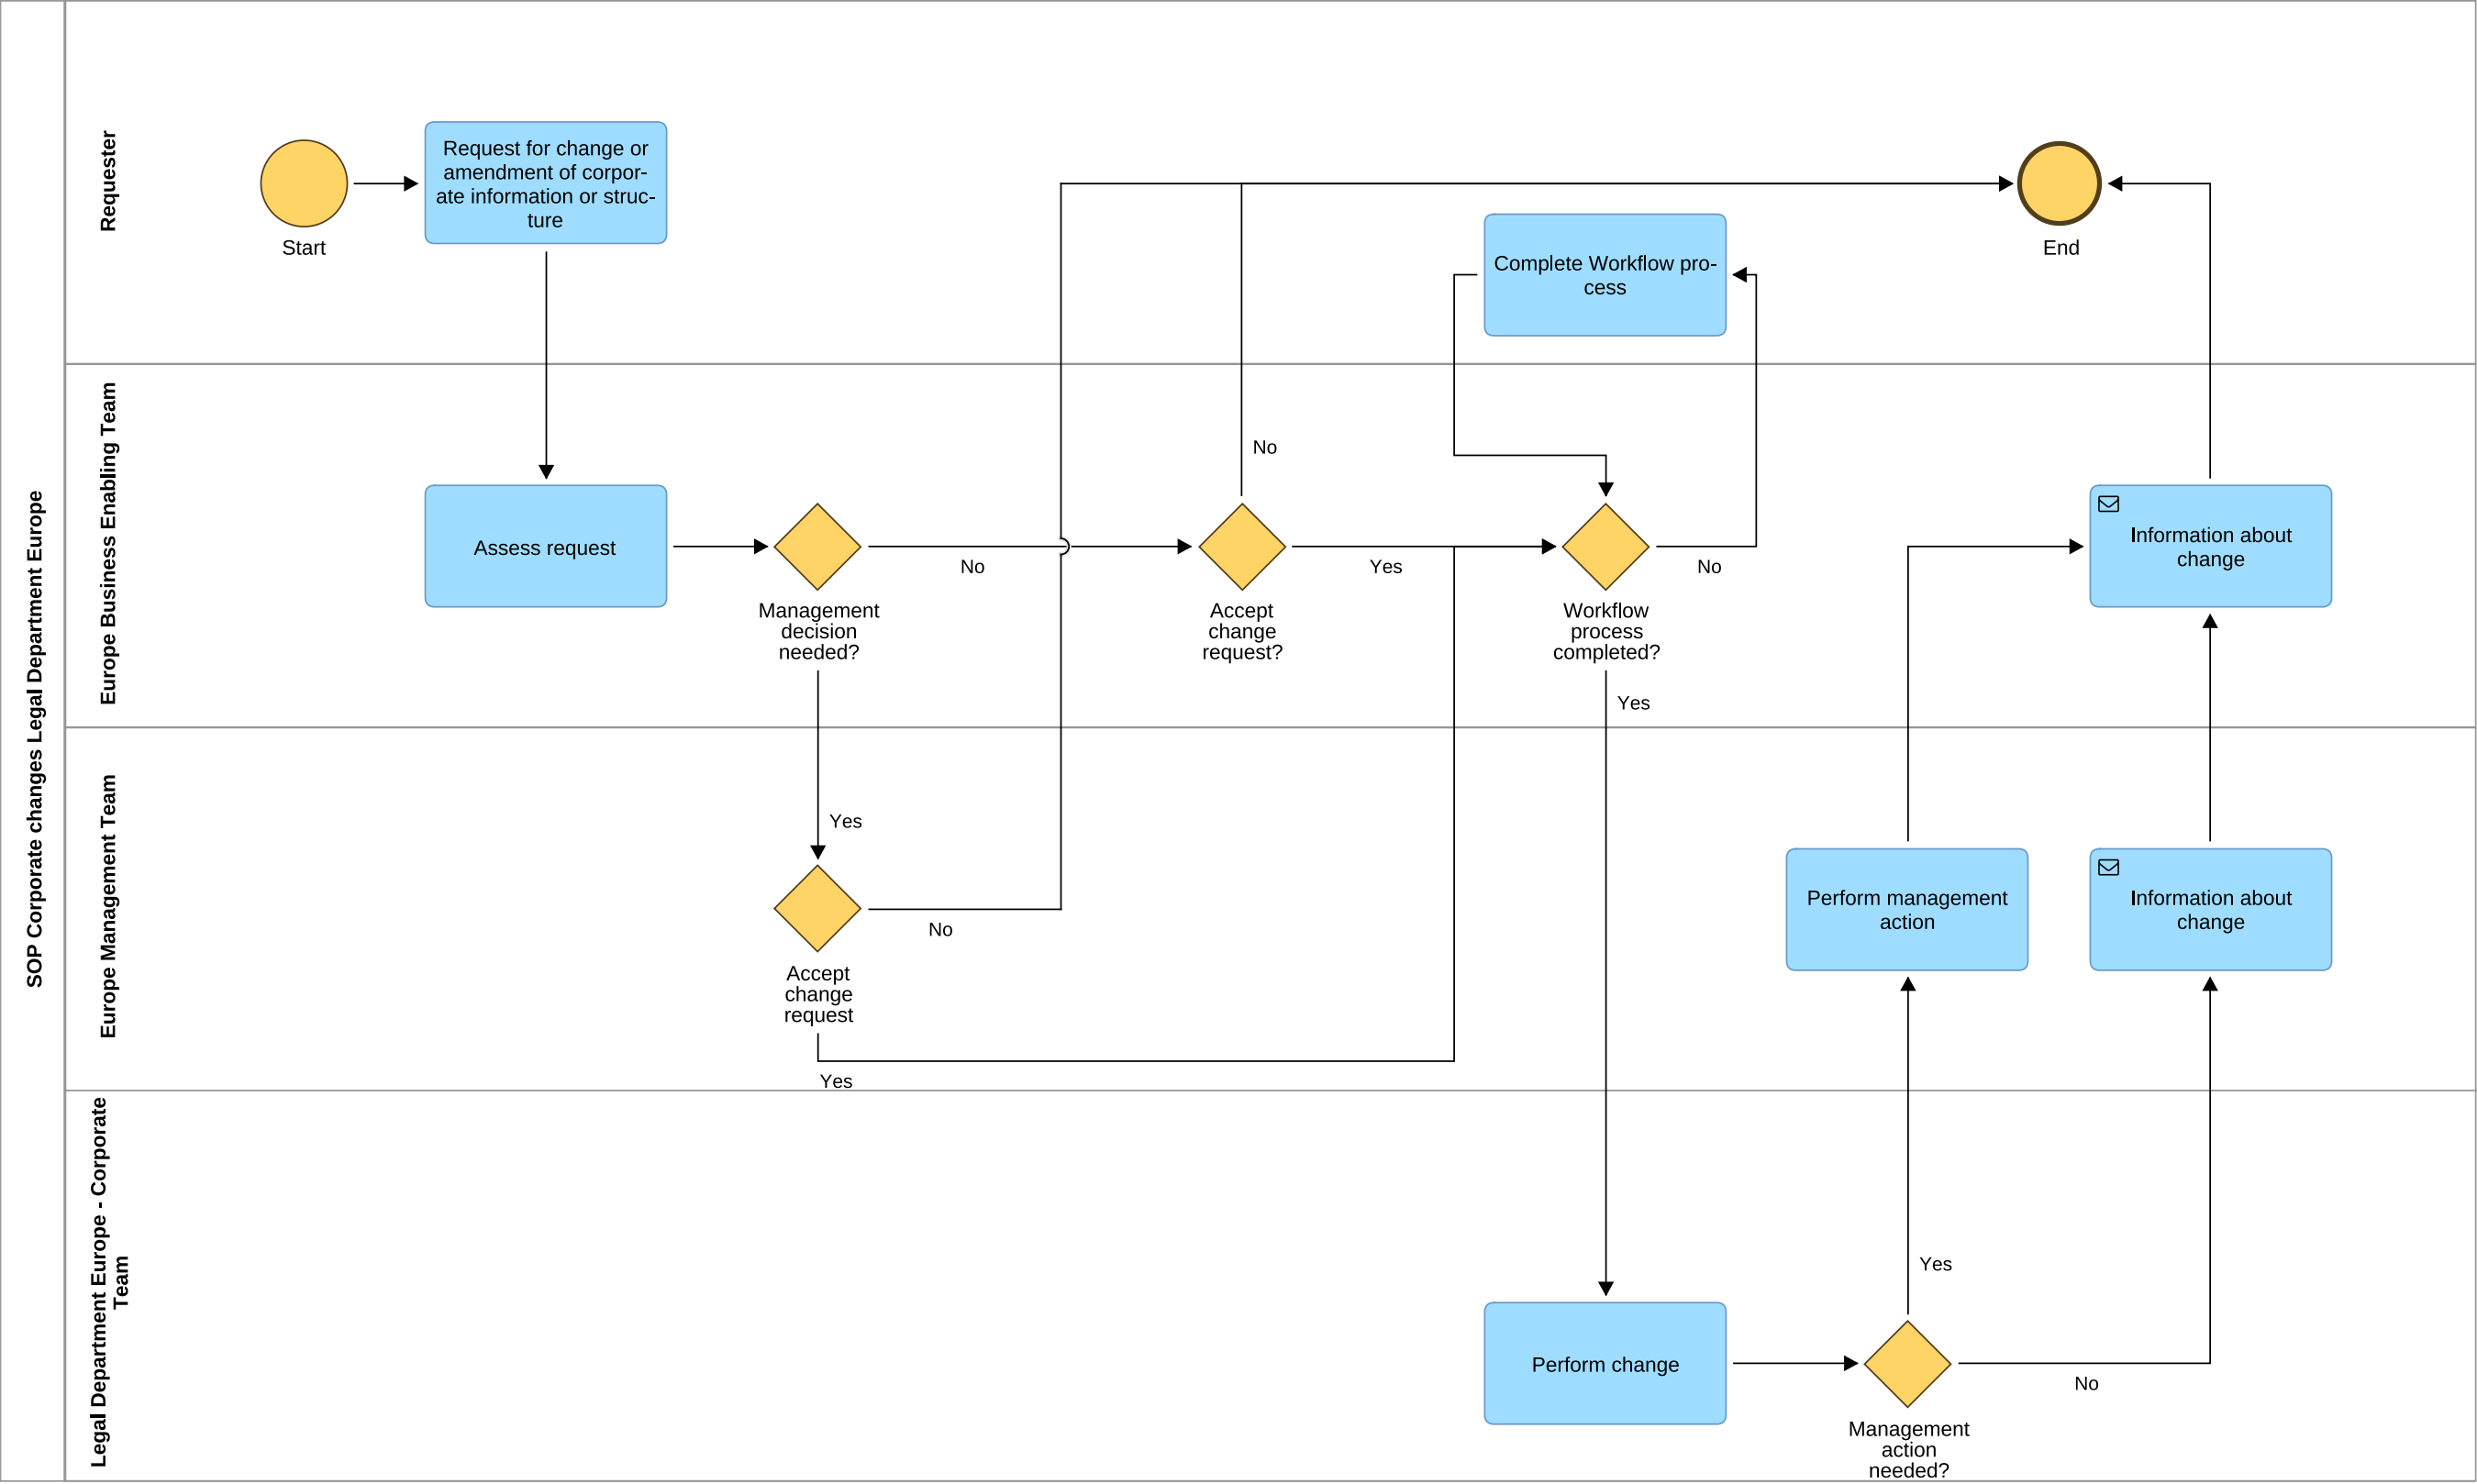 SOP Corporate changes Legal Department Europe
Requester
Start
Request for change or
amendment of corpor-
ate information or struc-
ture
Complete Workflow pro-
cess
End
Europe Business Enabling Team
Assess request
Management
decision
needed?
No
Yes
Accept
change
request?
No
Yes
Workflow
process
completed?
No
Yes
Information about
change
Europe Management Team
Accept
change
request
No
Yes
Perform management
action
Information about
change
Legal Department Europe - Corporate
Team
Perform change
Management
action
needed?
Yes
No